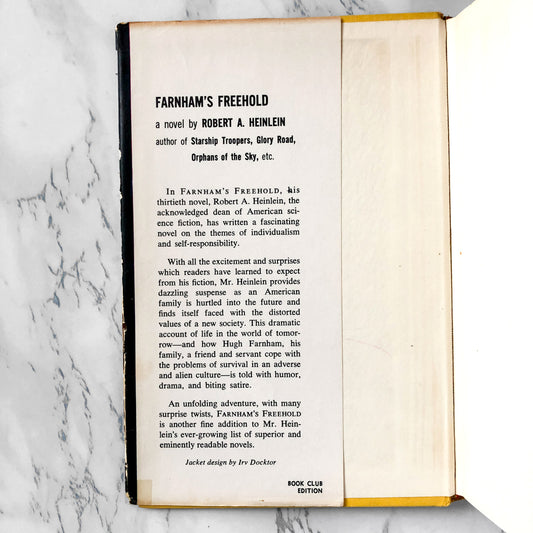 FARNHAM'S FREEHOLD
a novel by ROBERT A. HEINLEIN
author of Starship Troopers, Glory Road,
Orphans of the Sky, etc.
In FARNHAM'S FREEHOLD, his
thirtieth novel, Robert A. Heinlein, the
acknowledged dean of American sci-
ence fiction, has written a fascinating
novel on the themes of individualism
and self-responsibility.
With all the excitement and surprises
which readers have learned to expect
from his fiction, Mr. Heinlein provides
dazzling suspense as an American
family is hurtled into the future and
finds itself faced with the distorted
values of a new society. This dramatic
account of life in the world of tomor-
row—and how Hugh Farnham, his
family, a friend and servant cope with
the problems of survival in an adverse
and alien culture—is told with humor,
drama, and biting satire.
An unfolding adventure, with many
surprise twists, FARNHAM'S FREEHOLD
is another fine addition to Mr. Hein-
lein's ever-growing list of superior and
eminently readable novels.
Jacket design by Irv Docktor
BOOK CLUB
EDITION